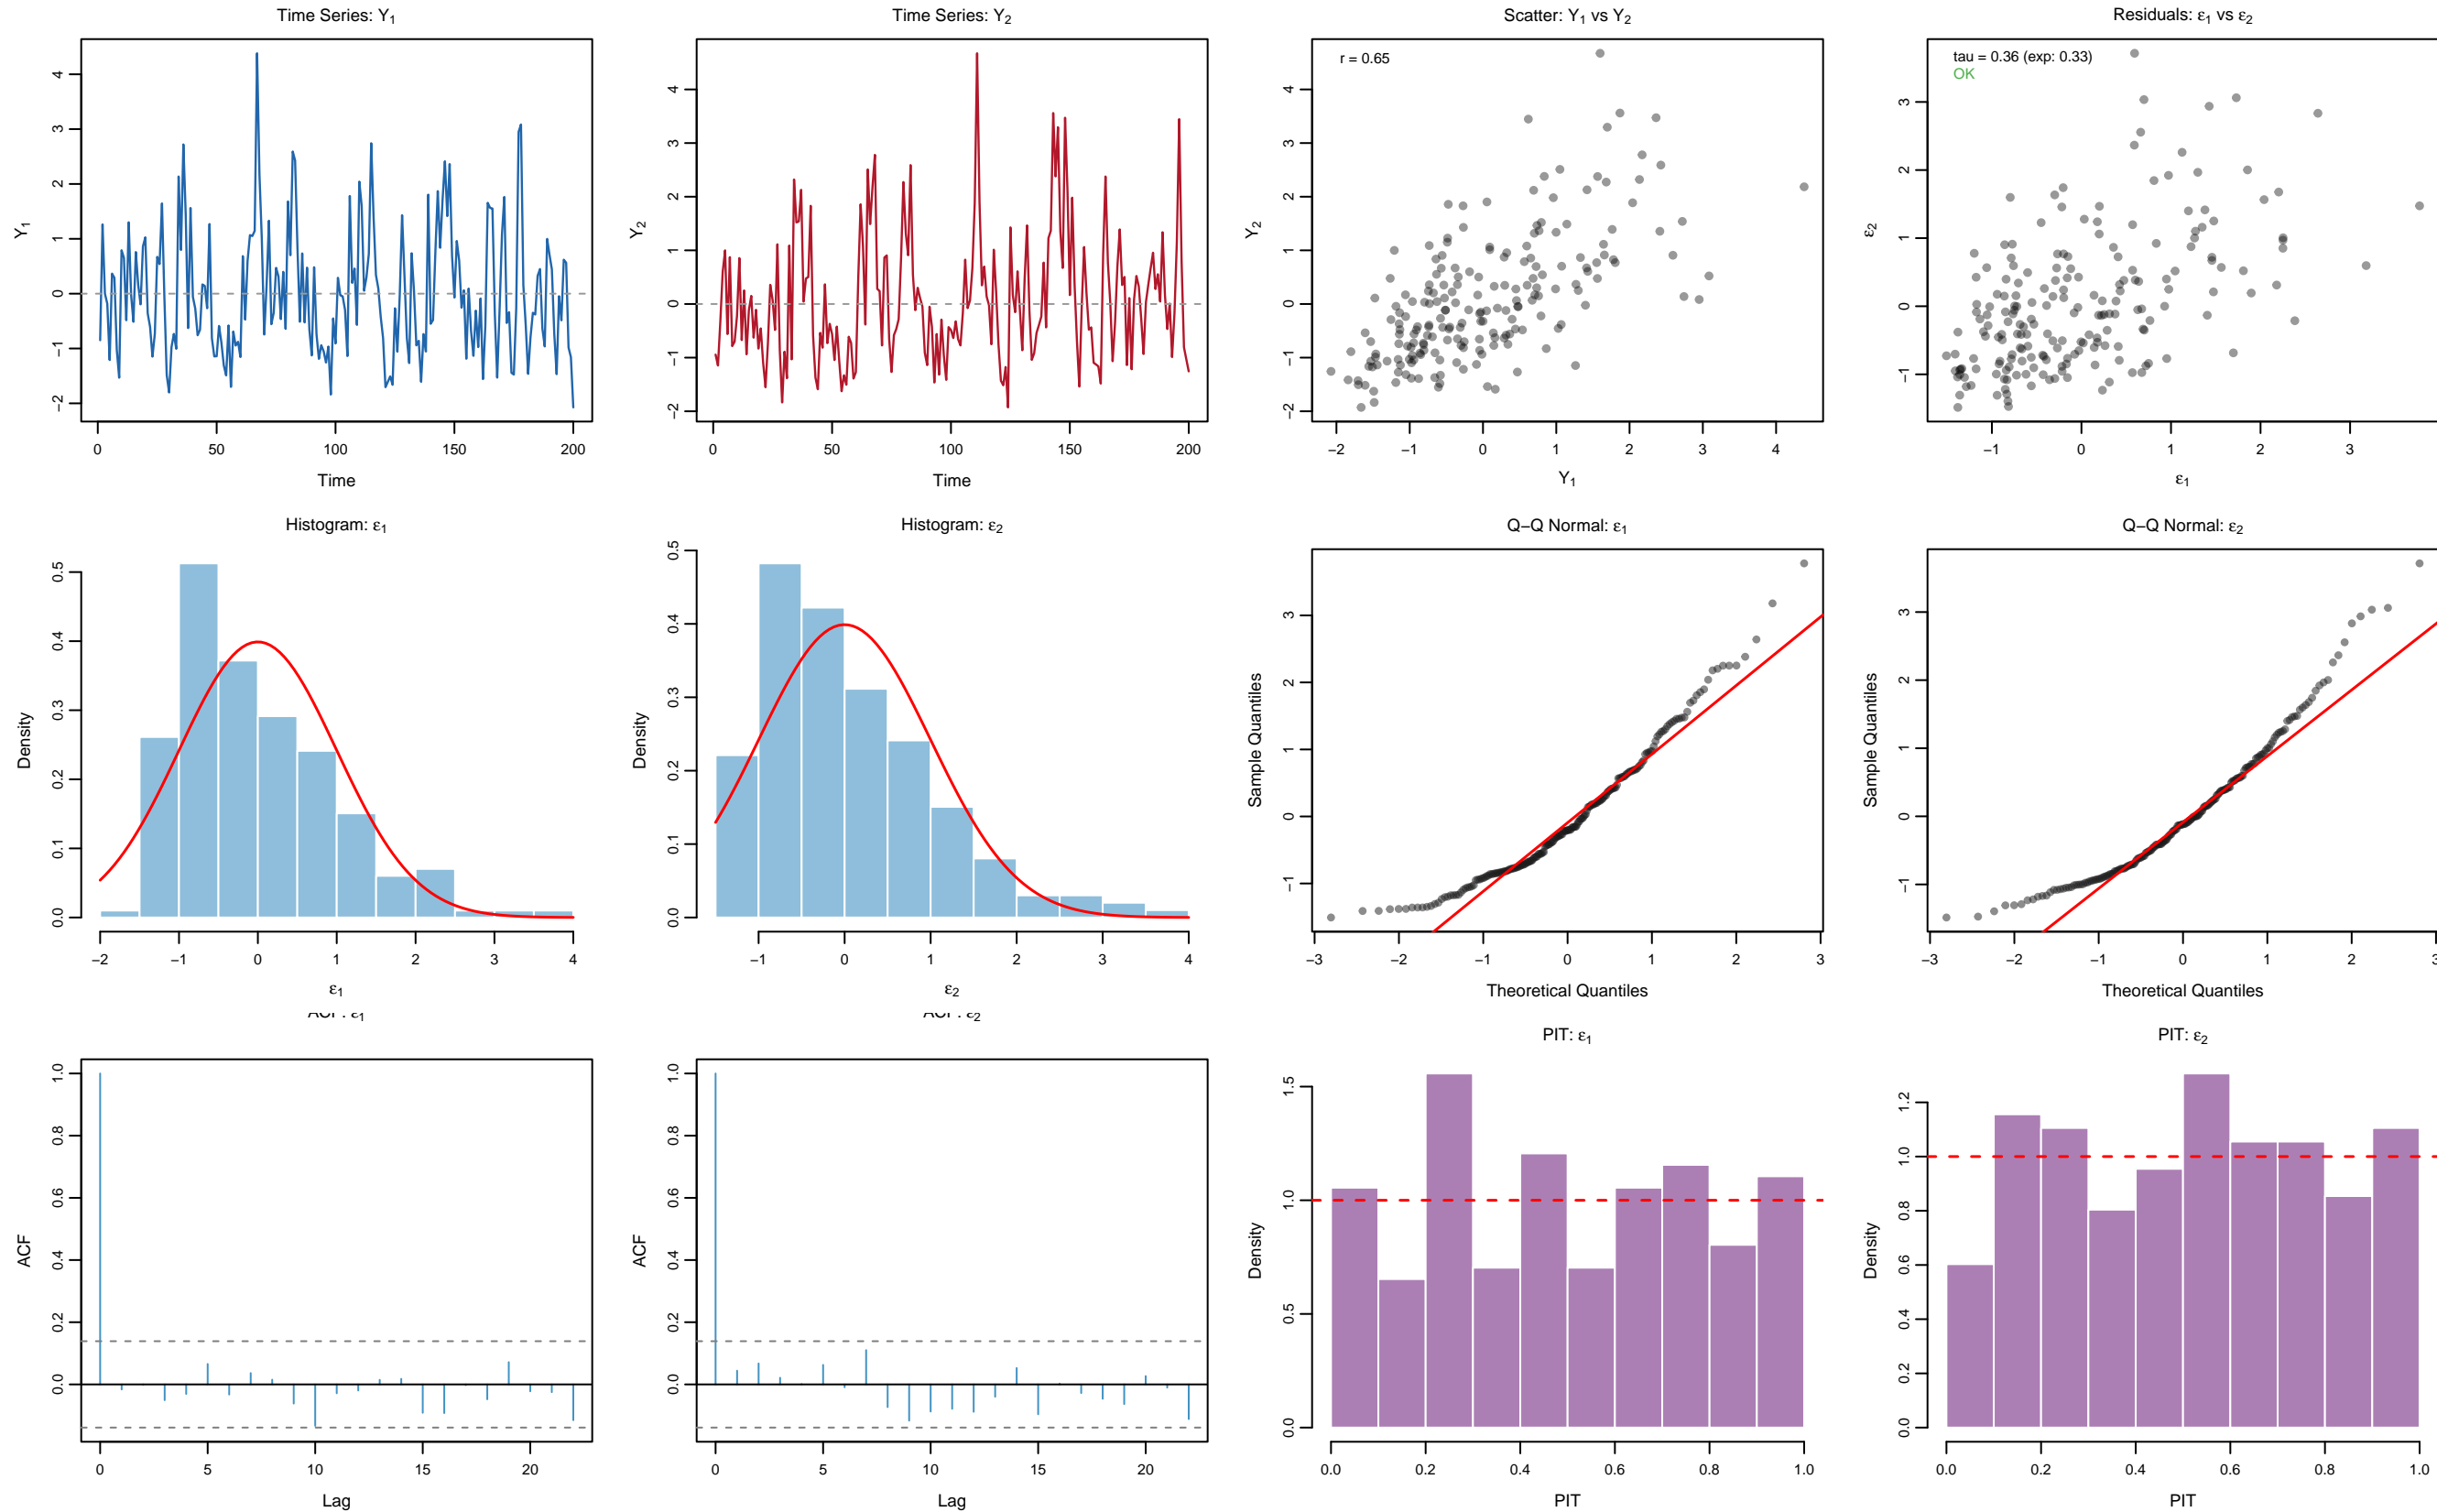 Time Series: Y1
Y1
4
3
2
1
0
−1
−2
0 50 100 150 200
Time
Time Series: Y2
Y2
4
3
2
1
0
−1
−2
0 50 100 150 200
Time
Scatter: Y1 vs Y2
r = 0.65
Y2
4
3
2
1
0
−1
−2
−2 −1 0 1 2 3 4
Y1
Residuals: ε1 vs ε2
tau = 0.36 (exp: 0.33)
OK
ε2
3
2
1
0
−1
−1 0 1 2 3
ε1
Histogram: ε1
Density
0.5
0.4
0.3
0.2
0.1
0.0
−2 −1 0 1 2 3 4
ε1
Histogram: ε2
Density
0.5
0.4
0.3
0.2
0.1
0.0
−1 0 1 2 3 4
ε2
Q−Q Normal: ε1
Sample Quantiles
3
2
1
0
−1
−3 −2 −1 0 1 2 3
Theoretical Quantiles
Q−Q Normal: ε2
Sample Quantiles
3
2
1
0
−1
−3 −2 −1 0 1 2 3
Theoretical Quantiles
ACF: ε1
ACF
1.0
0.8
0.6
0.4
0.2
0.0
0 5 10 15 20
Lag
ACF: ε2
ACF
1.0
0.8
0.6
0.4
0.2
0.0
0 5 10 15 20
Lag
PIT: ε1
Density
1.5
1.0
0.5
0.0
0.0 0.2 0.4 0.6 0.8 1.0
PIT
PIT: ε2
Density
1.2
1.0
0.8
0.6
0.4
0.2
0.0
0.0 0.2 0.4 0.6 0.8 1.0
PIT